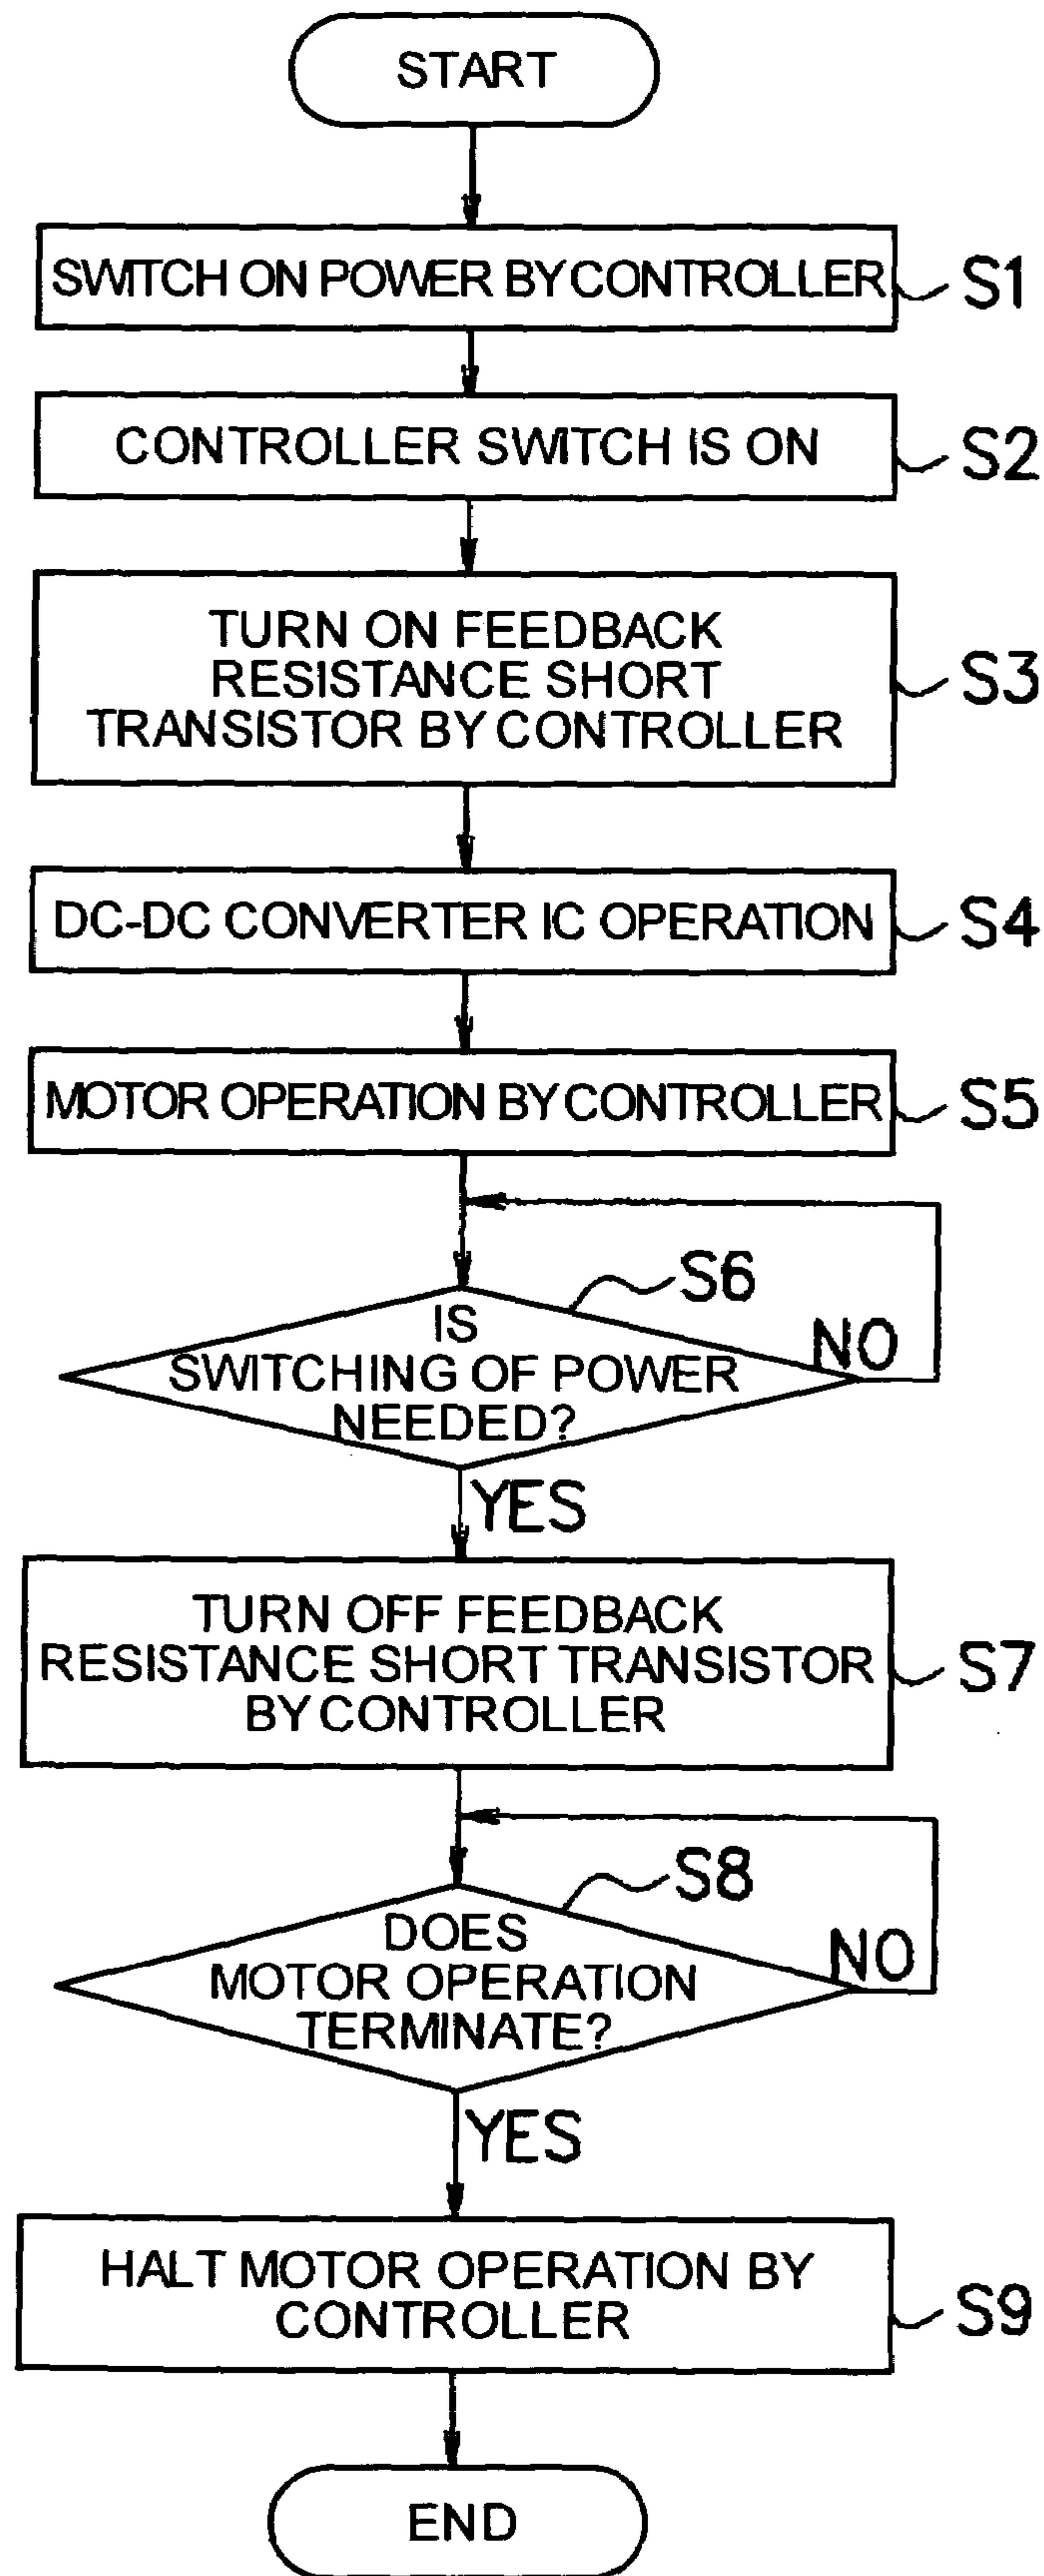 START
SWITCH ON POWER BY CONTROLLER
S1
CONTROLLER SWITCH IS ON
S2
TURN ON FEEDBACK
RESISTANCE SHORT
TRANSISTOR BY CONTROLLER
S3
DC-DC CONVERTER IC OPERATION
S4
MOTOR OPERATION BY CONTROLLER
S5
S6
IS
SWITCHING OF POWER
NEEDED?
NO
YES
TURN OFF FEEDBACK
RESISTANCE SHORT TRANSISTOR
BY CONTROLLER
S7
S8
DOES
MOTOR OPERATION
TERMINATE?
NO
YES
HALT MOTOR OPERATION BY
CONTROLLER
S9
END